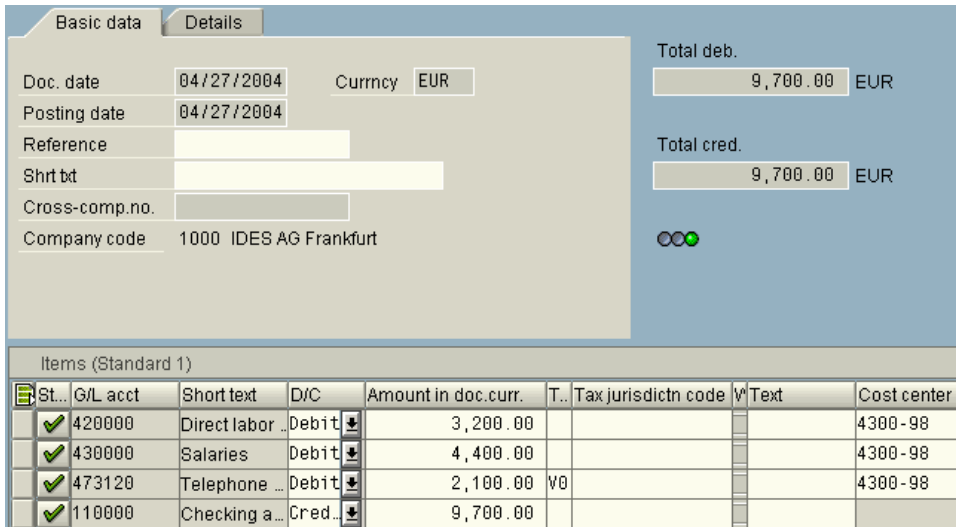 Basic data Details
Total deb.
Doc. date 04/27/2004 Currncy EUR 9,700.00 EUR
Posting date 04/27/2004
Reference Total cred.
Shrt txt 9,700.00 EUR
Cross-comp.no.
Company code 1000 IDES AG Frankfurt
Items (Standard 1)
St... G/L acct Short text D/C Amount in doc.curr. T.. Tax jurisdictn code Text Cost center
420000 Direct labor .. Debit 3,200.00 4300-98
430000 Salaries Debit 4,400.00 4300-98
473120 Telephone ... Debit 2,100.00 V0 4300-98
110000 Checking a... Cred.. 9,700.00